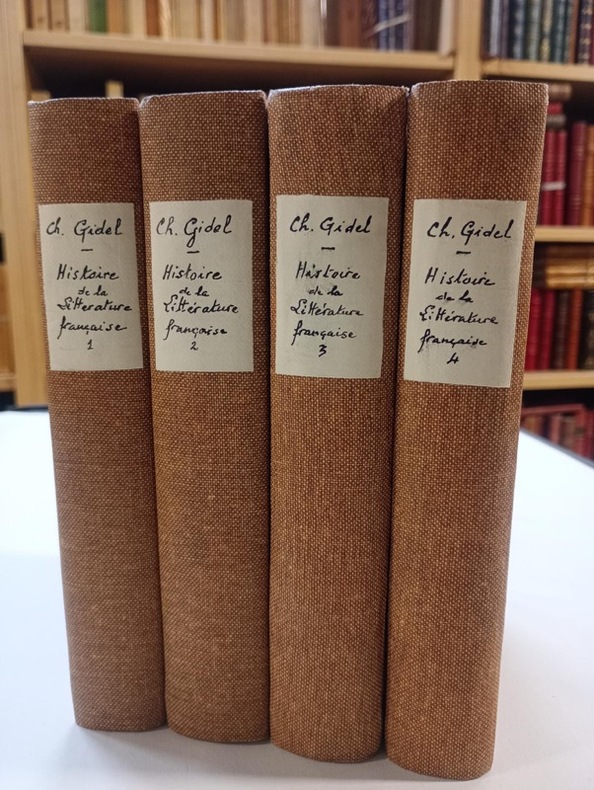 Ch. Gidel
Histoire
de la
Littérature
française
1
Ch. Gidel
Histoire
de la
Littérature
française
2
Ch. Gidel
Histoire
de la
Littérature
française
3
Ch. Gidel
Histoire
de la
Littérature
française
4